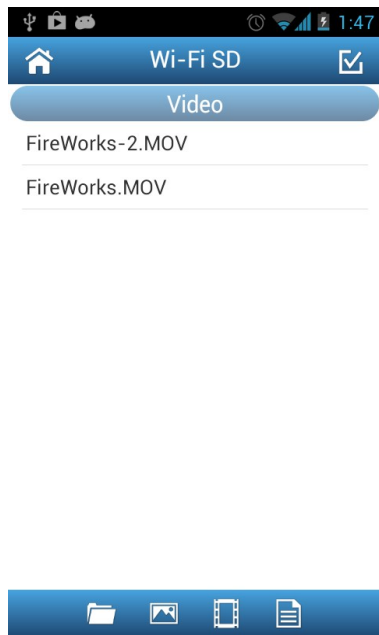 1:47
Wi-Fi SD
Video
FireWorks-2.MOV
FireWorks.MOV